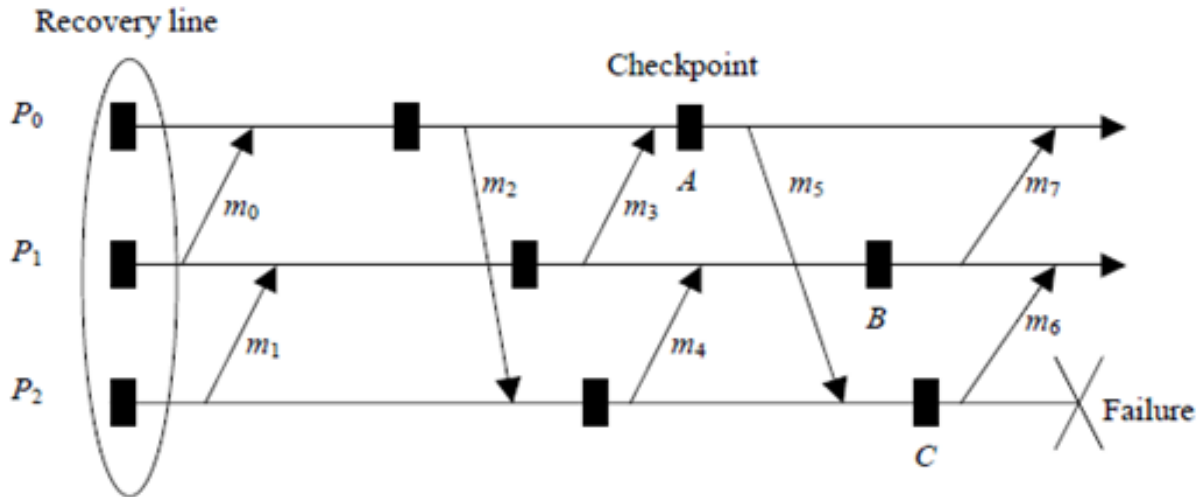 Recovery line
Checkpoint
P₀
m₀
m₂
m₃
A
m₅
m₇
P₁
m₁
m₄
B
m₆
P₂
C
Failure